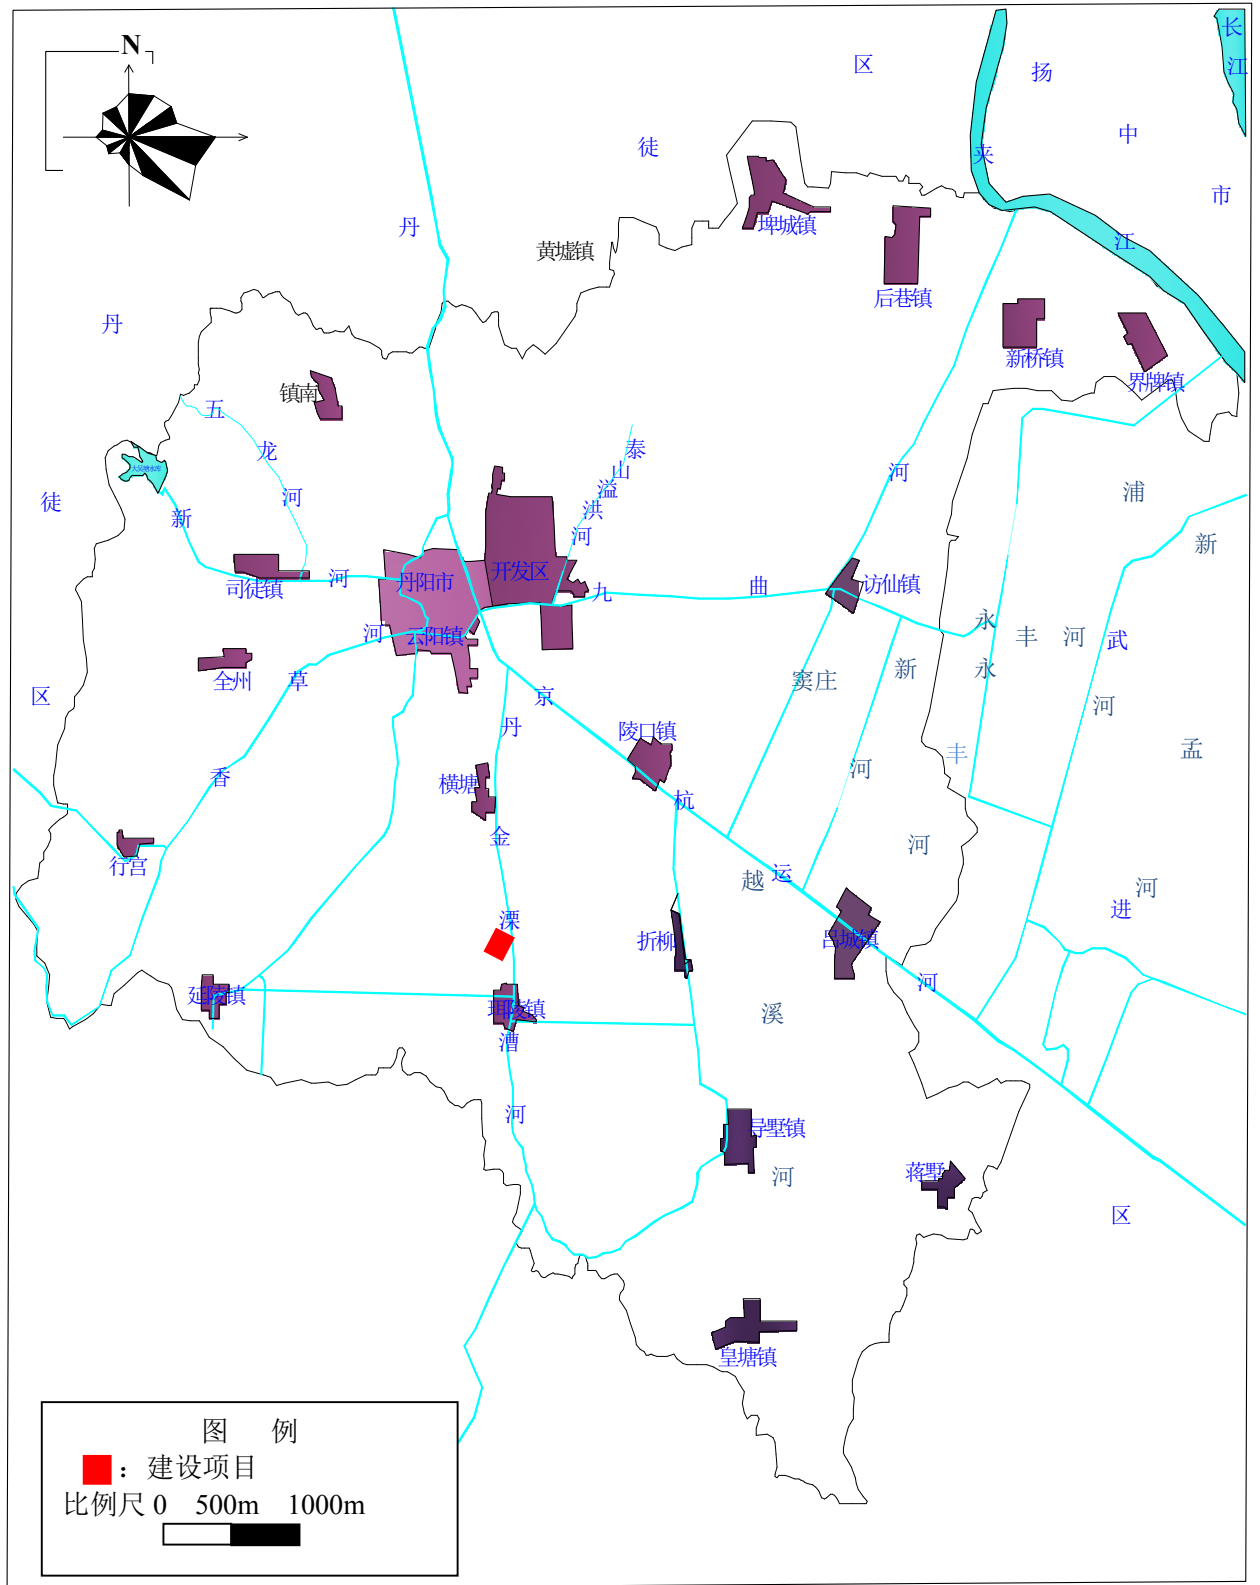 N
区
扬
长
江
中
市
徒
夹
江
丹
黄墟镇
埤城镇
后巷镇
新桥镇
界牌镇
丹
镇南
五
龙
河
泰
山
溢
洪
河
大吴塘水库
徒
新
河
司徒镇
丹阳市
开发区
九
曲
河
访仙镇
浦
新
河
云阳镇
永
丰
河
武
永
全州
草
区
窦庄
新
河
孟
丹
京
陵口镇
丰
香
横塘
杭
河
金
河
行宫
越
运
河
进
溧
折柳
吕城镇
河
延陵镇
珥陵镇
溪
漕
河
导墅镇
河
蒋墅
区
皇塘镇
图 例
：建设项目
比例尺 0 500m 1000m